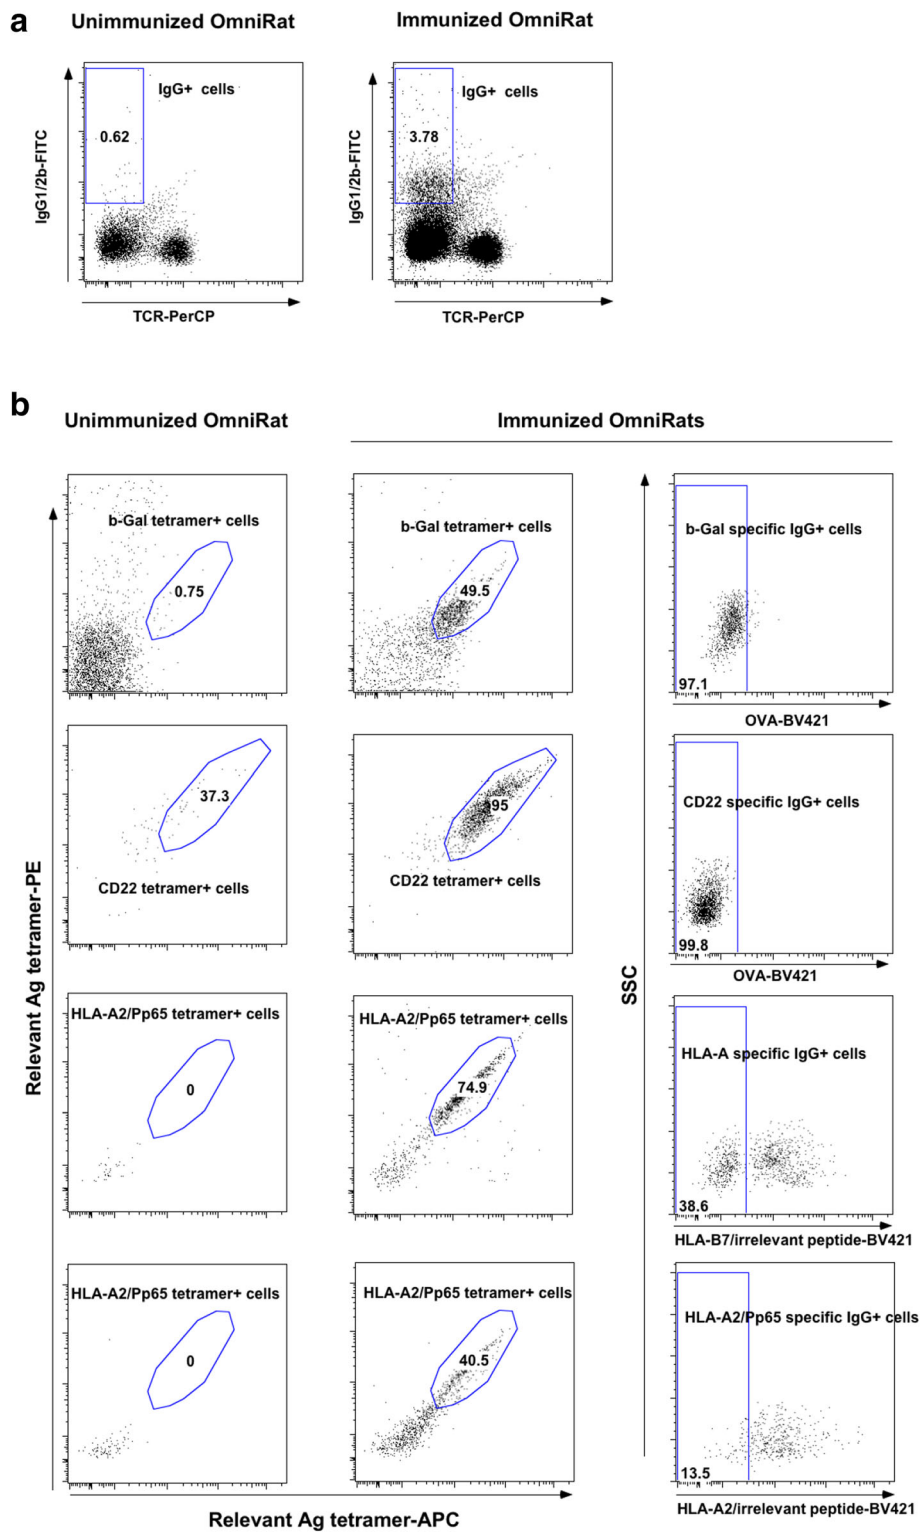 a
Unimmunized OmniRat
Immunized OmniRat
IgG1/2b-FITC
IgG+ cells
0.62
TCR-PerCP
IgG1/2b-FITC
IgG+ cells
3.78
TCR-PerCP
b
Unimmunized OmniRat
Immunized OmniRats
Relevant Ag tetramer-PE
b-Gal tetramer+ cells
0.75
b-Gal tetramer+ cells
49.5
SSC
b-Gal specific IgG+ cells
97.1
OVA-BV421
37.3
CD22 tetramer+ cells
95
CD22 tetramer+ cells
CD22 specific IgG+ cells
99.8
OVA-BV421
HLA-A2/Pp65 tetramer+ cells
0
HLA-A2/Pp65 tetramer+ cells
74.9
HLA-A specific IgG+ cells
38.6
HLA-B7/irrelevant peptide-BV421
HLA-A2/Pp65 tetramer+ cells
0
HLA-A2/Pp65 tetramer+ cells
40.5
HLA-A2/Pp65 specific IgG+ cells
13.5
HLA-A2/irrelevant peptide-BV421
Relevant Ag tetramer-APC